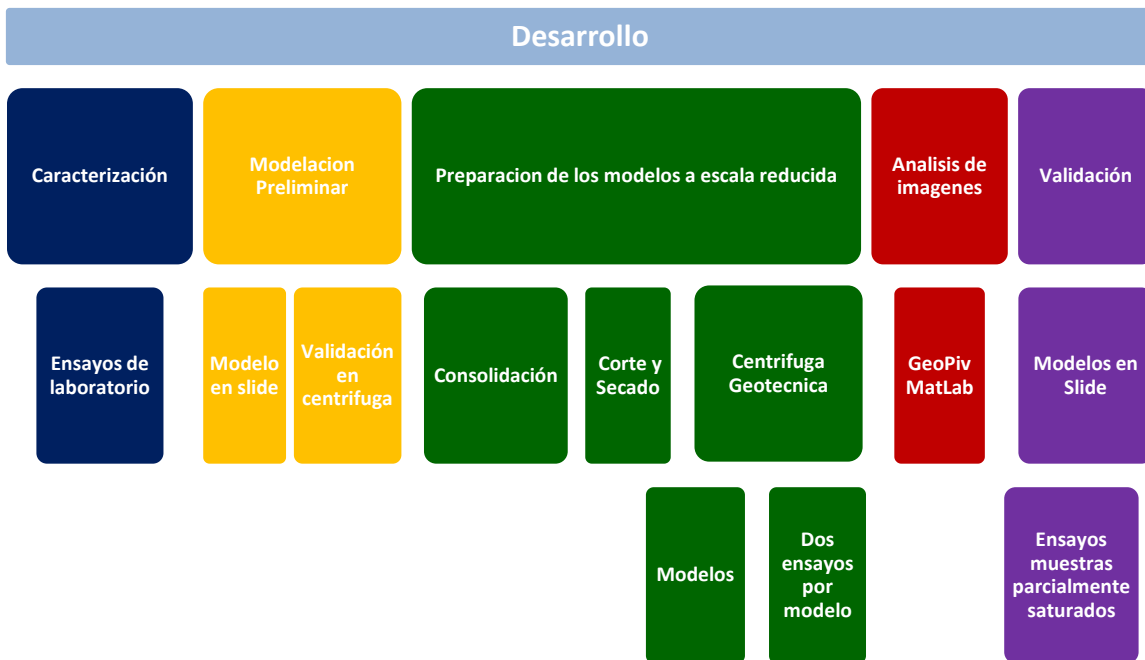 Desarrollo
Caracterización
Modelacion
Preliminar
Preparacion de los modelos a escala reducida
Analisis de
imagenes
Validación
Ensayos de
laboratorio
Modelo
en slide
Validación
en
centrifuga
Consolidación
Corte y
Secado
Centrifuga
Geotecnica
GeoPiv
MatLab
Modelos en
Slide
Modelos
Dos
ensayos
por
modelo
Ensayos
muestras
parcialmente
saturados